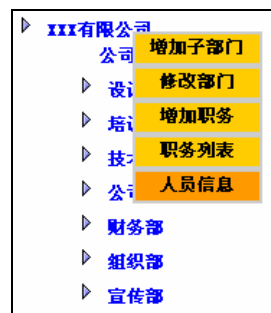 xxx有限公司
公司
增加子部门
设
修改部门
培
增加职务
技
职务列表
公司
人员信息
财务部
组织部
宣传部